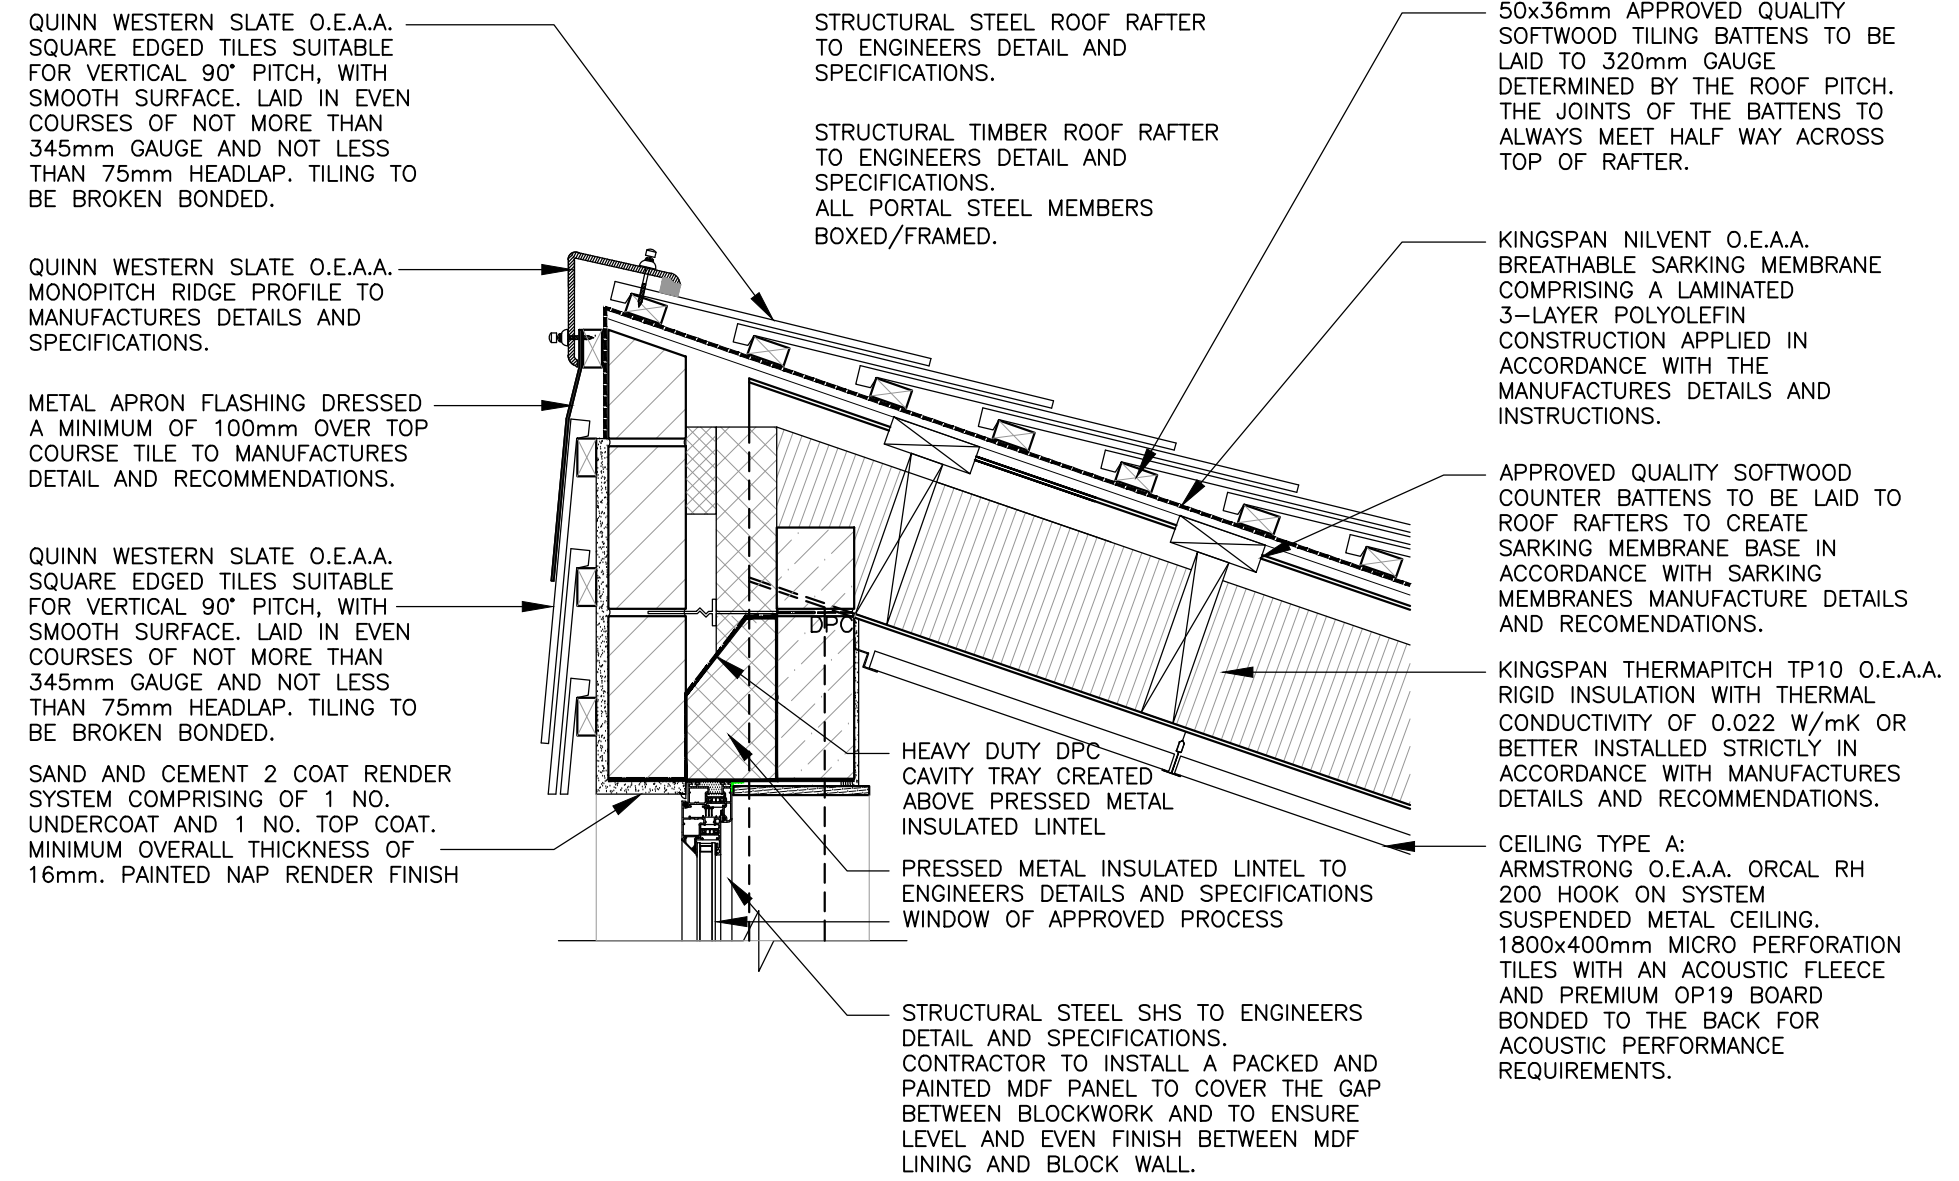 QUINN WESTERN SLATE O.E.A.A.
SQUARE EDGED TILES SUITABLE
FOR VERTICAL 90° PITCH, WITH
SMOOTH SURFACE. LAID IN EVEN
COURSES OF NOT MORE THAN
345mm GAUGE AND NOT LESS
THAN 75mm HEADLAP. TILING TO
BE BROKEN BONDED.
QUINN WESTERN SLATE O.E.A.A.
MONOPITCH RIDGE PROFILE TO
MANUFACTURES DETAILS AND
SPECIFICATIONS.
METAL APRON FLASHING DRESSED
A MINIMUM OF 100mm OVER TOP
COURSE TILE TO MANUFACTURES
DETAIL AND RECOMMENDATIONS.
QUINN WESTERN SLATE O.E.A.A.
SQUARE EDGED TILES SUITABLE
FOR VERTICAL 90° PITCH, WITH
SMOOTH SURFACE. LAID IN EVEN
COURSES OF NOT MORE THAN
345mm GAUGE AND NOT LESS
THAN 75mm HEADLAP. TILING TO
BE BROKEN BONDED.
SAND AND CEMENT 2 COAT RENDER
SYSTEM COMPRISING OF 1 NO.
UNDERCOAT AND 1 NO. TOP COAT.
MINIMUM OVERALL THICKNESS OF
16mm. PAINTED NAP RENDER FINISH
STRUCTURAL STEEL ROOF RAFTER
TO ENGINEERS DETAIL AND
SPECIFICATIONS.
STRUCTURAL TIMBER ROOF RAFTER
TO ENGINEERS DETAIL AND
SPECIFICATIONS.
ALL PORTAL STEEL MEMBERS
BOXED/FRAMED.
DPC
HEAVY DUTY DPC
CAVITY TRAY CREATED
ABOVE PRESSED METAL
INSULATED LINTEL
PRESSED METAL INSULATED LINTEL TO
ENGINEERS DETAILS AND SPECIFICATIONS
WINDOW OF APPROVED PROCESS
STRUCTURAL STEEL SHS TO ENGINEERS
DETAIL AND SPECIFICATIONS.
CONTRACTOR TO INSTALL A PACKED AND
PAINTED MDF PANEL TO COVER THE GAP
BETWEEN BLOCKWORK AND TO ENSURE
LEVEL AND EVEN FINISH BETWEEN MDF
LINING AND BLOCK WALL.
50x36mm APPROVED QUALITY
SOFTWOOD TILING BATTENS TO BE
LAID TO 320mm GAUGE
DETERMINED BY THE ROOF PITCH.
THE JOINTS OF THE BATTENS TO
ALWAYS MEET HALF WAY ACROSS
TOP OF RAFTER.
KINGSPAN NILVENT O.E.A.A.
BREATHABLE SARKING MEMBRANE
COMPRISING A LAMINATED
3-LAYER POLYOLEFIN
CONSTRUCTION APPLIED IN
ACCORDANCE WITH THE
MANUFACTURES DETAILS AND
INSTRUCTIONS.
APPROVED QUALITY SOFTWOOD
COUNTER BATTENS TO BE LAID TO
ROOF RAFTERS TO CREATE
SARKING MEMBRANE BASE IN
ACCORDANCE WITH SARKING
MEMBRANES MANUFACTURE DETAILS
AND RECOMENDATIONS.
KINGSPAN THERMAPITCH TP10 O.E.A.A.
RIGID INSULATION WITH THERMAL
CONDUCTIVITY OF 0.022 W/mK OR
BETTER INSTALLED STRICTLY IN
ACCORDANCE WITH MANUFACTURES
DETAILS AND RECOMMENDATIONS.
CEILING TYPE A:
ARMSTRONG O.E.A.A. ORCAL RH
200 HOOK ON SYSTEM
SUSPENDED METAL CEILING.
1800x400mm MICRO PERFORATION
TILES WITH AN ACOUSTIC FLEECE
AND PREMIUM OP19 BOARD
BONDED TO THE BACK FOR
ACOUSTIC PERFORMANCE
REQUIREMENTS.